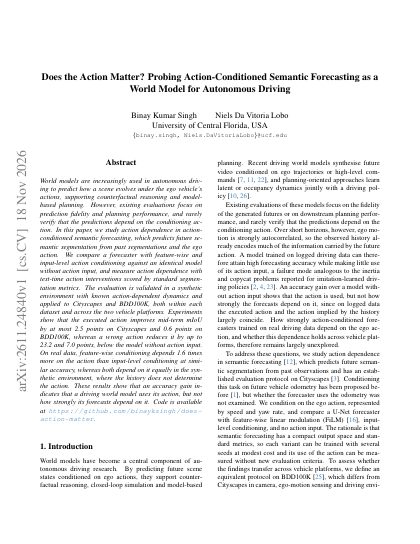 Does the Action Matter? Probing Action-Conditioned Semantic Forecasting as a
World Model for Autonomous Driving
Binay Kumar Singh Niels Da Vitoria Lobo
University of Central Florida, USA
{binay.singh, Niels.DaVitoriaLobo}@ucf.edu
arXiv:2611.24840v1 [cs.CV] 18 Nov 2026
Abstract
World models are increasingly used in autonomous driv-
ing to predict how a scene evolves under the ego vehicle's
actions, supporting counterfactual reasoning and model-
based planning. However, existing evaluations focus on
prediction fidelity and planning performance, and rarely
verify that the predictions depend on the conditioning ac-
tion. In this paper, we study action dependence in action-
conditioned semantic forecasting, which predicts future se-
mantic segmentation from past segmentations and the ego
action. We compare a forecaster with feature-wise and
input-level action conditioning against an identical model
without action input, and measure action dependence with
test-time action interventions scored by standard segmen-
tation metrics. The evaluation is validated in a synthetic
environment with known action-dependent dynamics and
applied to Cityscapes and BDD100K, both within each
dataset and across the two vehicle platforms. Experiments
show that the executed action improves mid-term mIoU
by at most 2.5 points on Cityscapes and 0.6 points on
BDD100K, whereas a wrong action reduces it by up to
23.2 and 7.0 points, below the model without action input.
On real data, feature-wise conditioning depends 1.6 times
more on the action than input-level conditioning at similar
accuracy, whereas both depend on it equally in the syn-
thetic environment, where the history does not determine
the action. These results show that an accuracy gain in-
dicates that a driving world model uses its action, but not
how strongly its forecasts depend on it. Code is available
at https://github.com/binayksingh/does-
action-matter.
1. Introduction
World models have become a central component of au-
tonomous driving research. By predicting future scene
states conditioned on ego actions, they support counter-
factual reasoning, closed-loop simulation and model-based
planning. Recent driving world models synthesise future
video conditioned on ego trajectories or high-level com-
mands [7, 11, 22], and planning-oriented approaches learn
latent or occupancy dynamics jointly with a driving pol-
icy [10, 26].
Existing evaluations of these models focus on the fidelity
of the generated futures or on downstream planning perfor-
mance, and rarely verify that the predictions depend on the
conditioning action. Over short horizons, however, ego mo-
tion is strongly autocorrelated, so the observed history al-
ready encodes much of the information carried by the future
action. A model trained on logged driving data can there-
fore attain high forecasting accuracy while making little use
of its action input, a failure mode analogous to the inertia
and copycat problems reported for imitation-learned driv-
ing policies [2, 4, 23]. An accuracy gain over a model with-
out action input shows that the action is used, but not how
strongly the forecasts depend on it, since on logged data
the executed action and the action implied by the history
largely coincide. How strongly action-conditioned fore-
casters trained on real driving data depend on the ego ac-
tion, and whether this dependence holds across vehicle plat-
forms, therefore remains largely unexplored.
To address these questions, we study action dependence
in semantic forecasting [12], which predicts future seman-
tic segmentation from past observations and has an es-
tablished evaluation protocol on Cityscapes [3]. Condi-
tioning this task on future vehicle odometry has been proposed be-
fore [1], but whether the forecaster uses the odometry was
not examined. We condition on the ego action, represented
by speed and yaw rate, and compare a U-Net forecaster
with feature-wise linear modulation (FiLM) [16], input-
level conditioning, and no action input. The rationale is that
semantic forecasting has a compact output space and stan-
dard metrics, so each variant can be trained with several
seeds at modest cost and its use of the action can be mea-
sured without new evaluation criteria. To assess whether
the findings transfer across vehicle platforms, we define an
equivalent protocol on BDD100K [25], which differs from
Cityscapes in camera, ego-motion sensing and driving envi-